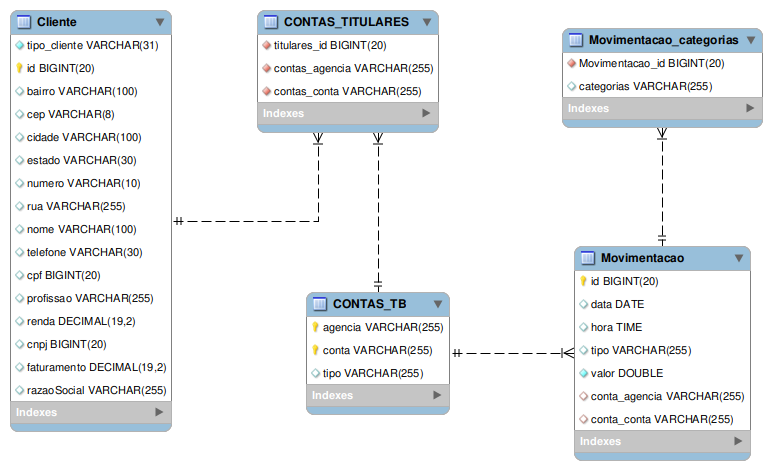 Cliente
tipo_cliente VARCHAR(31)
id BIGINT(20)
bairro VARCHAR(100)
cep VARCHAR(8)
cidade VARCHAR(100)
estado VARCHAR(30)
numero VARCHAR(10)
rua VARCHAR(255)
nome VARCHAR(100)
telefone VARCHAR(30)
cpf BIGINT(20)
profissao VARCHAR(255)
renda DECIMAL(19,2)
cnpj BIGINT(20)
faturamento DECIMAL(19,2)
razaoSocial VARCHAR(255)
Indexes
CONTAS_TITULARES
titulares_id BIGINT(20)
contas_agencia VARCHAR(255)
contas_conta VARCHAR(255)
Indexes
CONTAS_TB
agencia VARCHAR(255)
conta VARCHAR(255)
tipo VARCHAR(255)
Indexes
Movimentacao_categorias
Movimentacao_id BIGINT(20)
categorias VARCHAR(255)
Indexes
Movimentacao
id BIGINT(20)
data DATE
hora TIME
tipo VARCHAR(255)
valor DOUBLE
conta_agencia VARCHAR(255)
conta_conta VARCHAR(255)
Indexes